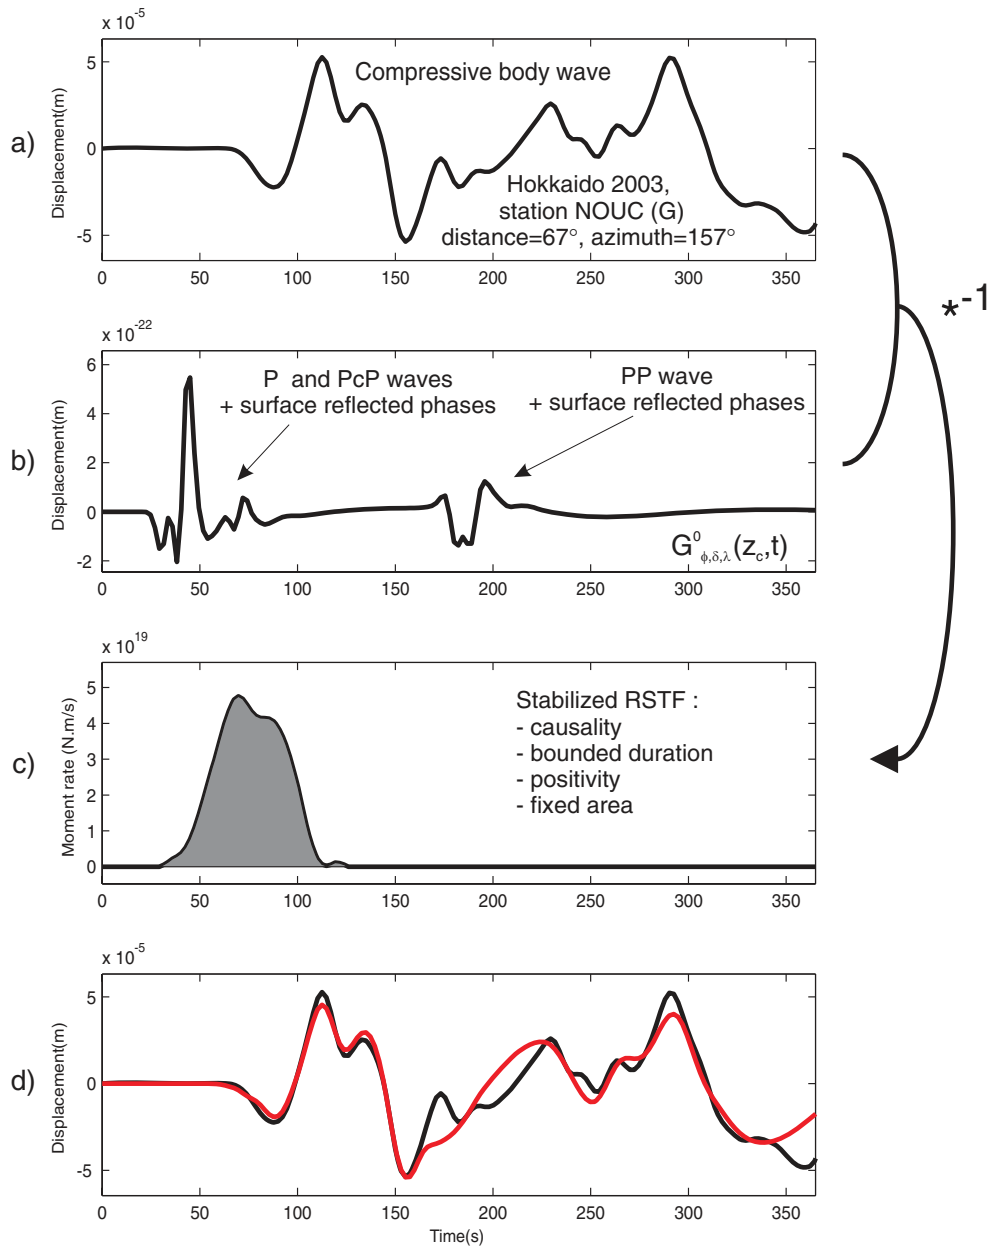 x 10-5
a)
Displacement(m)
5
0
-5
Compressive body wave
Hokkaido 2003,
station NOUC (G)
distance=67°, azimuth=157°
0 50 100 150 200 250 300 350
*-1
x 10-22
b)
Displacement(m)
6
4
2
0
-2
P and PcP waves
+ surface reflected phases
PP wave
+ surface reflected phases
G0ϕ,δ,λ(zc,t)
0 50 100 150 200 250 300 350
x 1019
c)
Moment rate (N.m/s)
5
4
3
2
1
0
Stabilized RSTF :
- causality
- bounded duration
- positivity
- fixed area
0 50 100 150 200 250 300 350
x 10-5
d)
Displacement(m)
5
0
-5
0 50 100 150 200 250 300 350
Time(s)